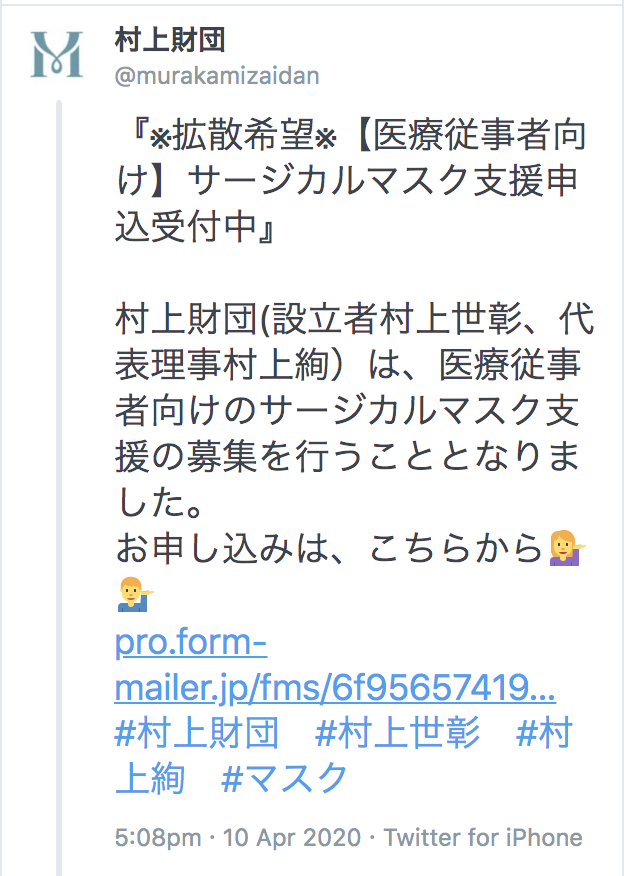 村上財団
@murakamizaidan
『※拡散希望※【医療従事者向
け】サージカルマスク支援申
込受付中』
村上財団(設立者村上世彰、代
表理事村上絢）は、医療従事
者向けのサージカルマスク支
援の募集を行うこととなりま
した。
お申し込みは、こちらから💁‍♀️
💁‍♂️
pro.form-
mailer.jp/fms/6f95657419…
#村上財団　#村上世彰　#村
上絢　#マスク
5:08pm · 10 Apr 2020 · Twitter for iPhone